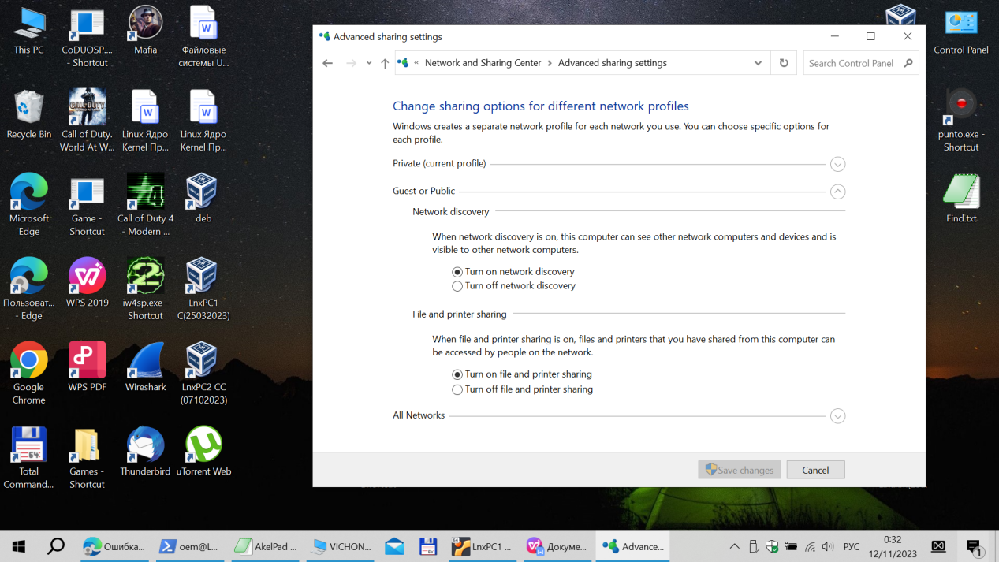 This PC
CoDUOSP....
- Shortcut
Mafia
Файловые
системы U...
Control Panel
Recycle Bin
Call of Duty.
World At W...
Linux Ядро
Kernel Пр...
Linux Ядро
Kernel Пр...
punto.exe -
Shortcut
Microsoft
Edge
Game -
Shortcut
Call of Duty 4
- Modern ...
deb
Find.txt
Пользоват...
- Edge
WPS 2019
iw4sp.exe -
Shortcut
LnxPC1
C(25032023)
Google
Chrome
WPS PDF
Wireshark
LnxPC2 CC
(07102023)
Total
Command...
Games -
Shortcut
Thunderbird
uTorrent Web
Advanced sharing settings
« Network and Sharing Center > Advanced sharing settings
Search Control Panel
Change sharing options for different network profiles
Windows creates a separate network profile for each network you use. You can choose specific options for
each profile.
Private (current profile)
Guest or Public
Network discovery
When network discovery is on, this computer can see other network computers and devices and is
visible to other network computers.
Turn on network discovery
Turn off network discovery
File and printer sharing
When file and printer sharing is on, files and printers that you have shared from this computer can
be accessed by people on the network.
Turn on file and printer sharing
Turn off file and printer sharing
All Networks
Save changes
Cancel
Ошибка...
oem@L...
AkelPad ...
VICHON...
LnxPC1 ...
Докуме...
Advance...
РУС
0:32
12/11/2023
1